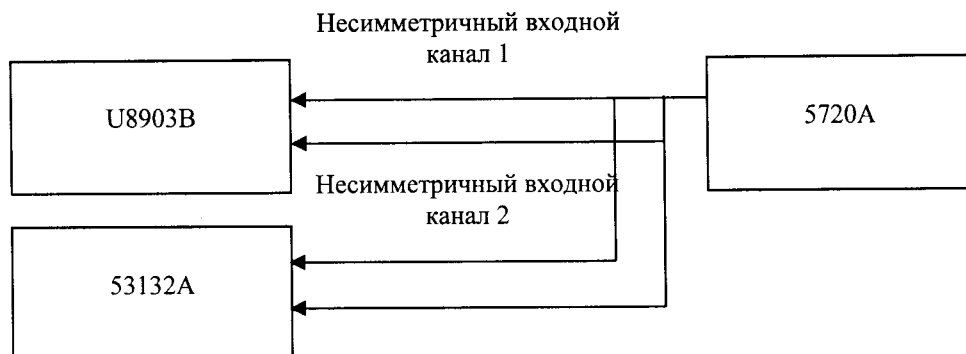 Несимметричный входной
канал 1
U8903B
5720A
Несимметричный входной
канал 2
53132A